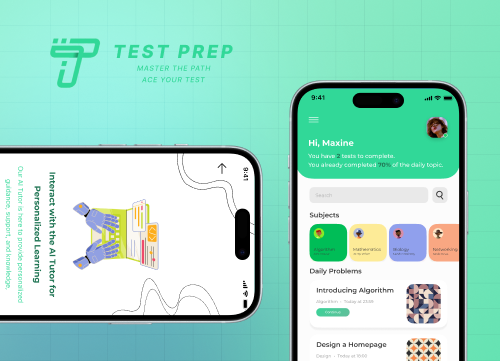 TEST PREP
MASTER THE PATH
ACE YOUR TEST
9:41
Interact with the AI Tutor for
Personalized Learning
Our AI-Tutor is here to provide personalized
guidance, support, and knowledge,
9:41
Hi, Maxine
You have tests to complete.
You already completed 70% of the daily topic.
Search
Subjects
Algorithm
Mathematics
Biology
Networking
Daily Problems
Introducing Algorithm
Algorithm - Today at 20:00
Continue
Design a Homepage
Design - Today at 19:00